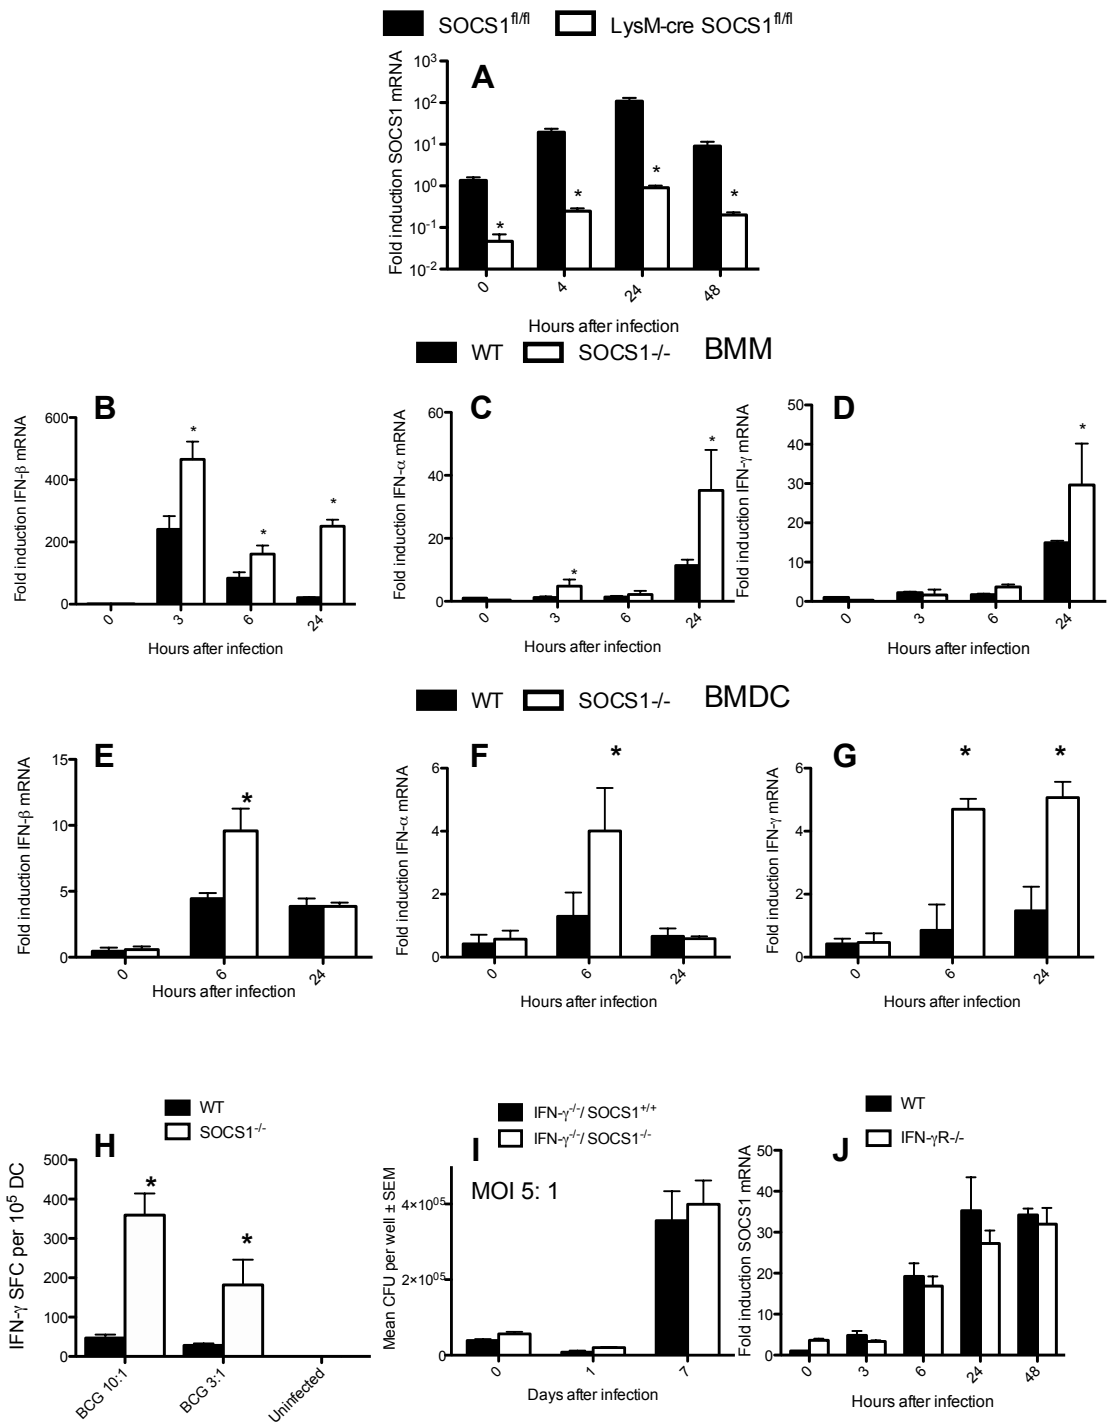 SOCS1fl/fl LysM-cre SOCS1fl/fl
A
Fold induction SOCS1 mRNA
10³
10²
10¹
10⁰
10⁻¹
10⁻²
* * * *
0 4 24 48
Hours after infection
WT SOCS1-/- BMM
B
Fold induction IFN-β mRNA
600
400
200
0
* * *
0 3 6 24
Hours after infection
C
Fold induction IFN-α mRNA
60
40
20
0
* *
0 3 6 24
Hours after infection
D
Fold induction IFN-γ mRNA
50
40
30
20
10
0
*
0 3 6 24
Hours after infection
WT SOCS1-/- BMDC
E
Fold induction IFN-β mRNA
15
10
5
0
*
0 6 24
Hours after infection
F
Fold induction IFN-α mRNA
6
4
2
0
*
0 6 24
Hours after infection
G
Fold induction IFN-γ mRNA
6
4
2
0
* *
0 6 24
Hours after infection
WT
SOCS1-/-
H
IFN-γ SFC per 10⁵ DC
500
400
300
200
100
0
* *
BCG 10:1 BCG 3:1 Uninfected
IFN-γ-/-/ SOCS1+/+
IFN-γ-/-/ SOCS1-/-
I
MOI 5: 1
Mean CFU per well ± SEM
4×10⁰⁵
2×10⁰⁵
0
0 1 7
Days after infection
WT
IFN-γR-/-
J
Fold induction SOCS1 mRNA
50
40
30
20
10
0
0 3 6 24 48
Hours after infection